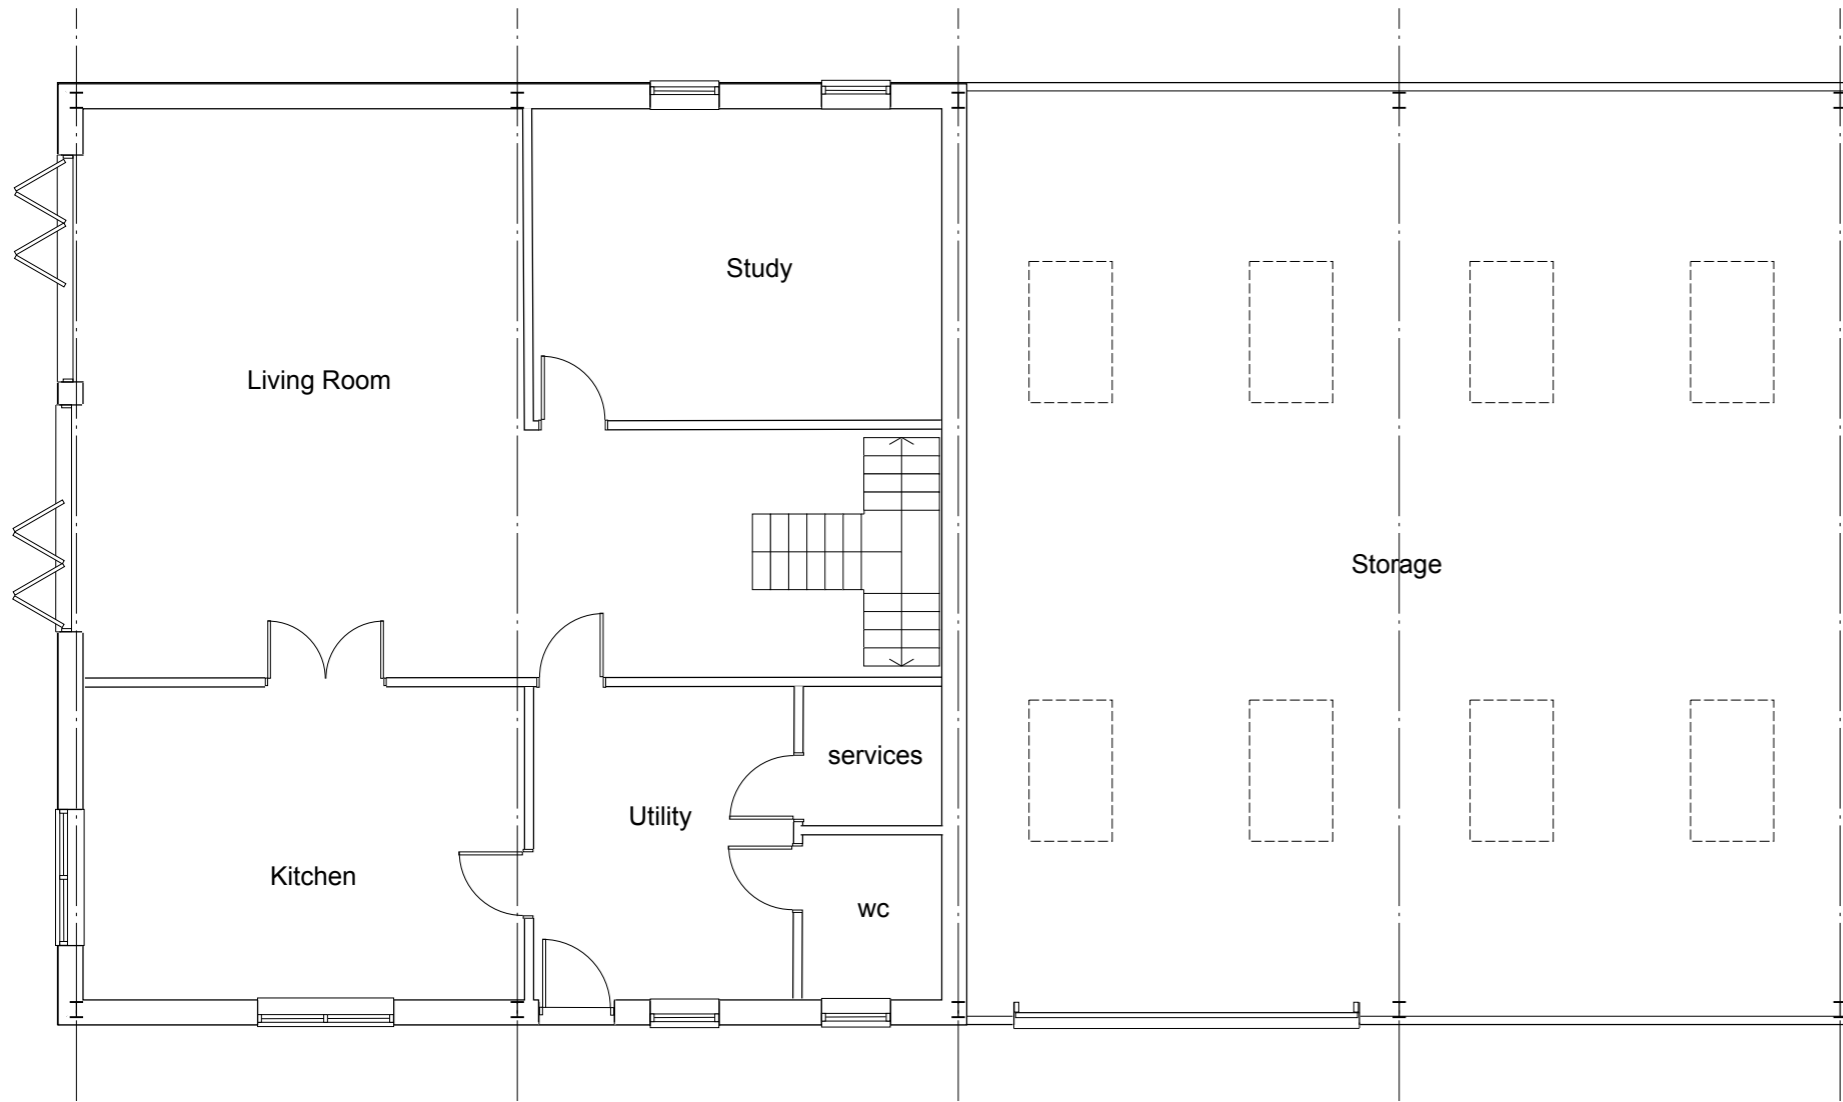 Study
Living Room
Storage
services
Utility
Kitchen
wc